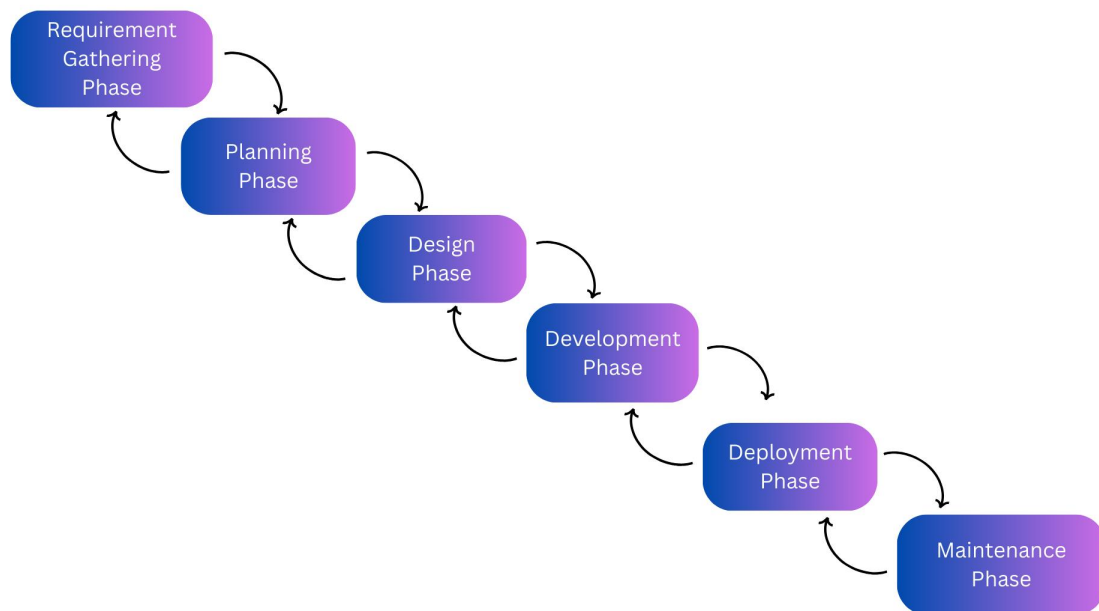 Requirement
Gathering
Phase
Planning
Phase
Design
Phase
Development
Phase
Deployment
Phase
Maintenance
Phase